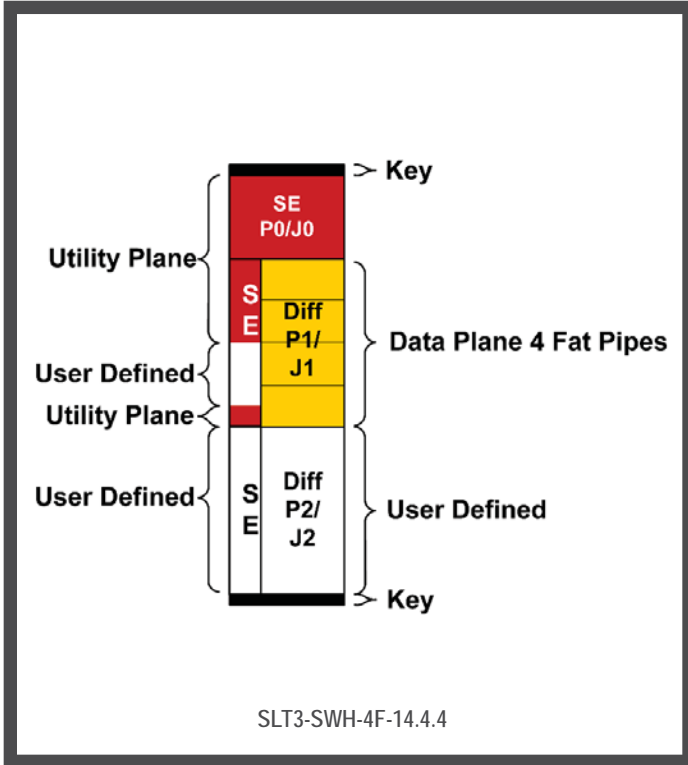 Key
SE
P0/J0
Utility Plane
S
E
Diff
P1/
J1
Data Plane 4 Fat Pipes
User Defined
Utility Plane
User Defined
S
E
Diff
P2/
J2
User Defined
Key
SLT3-SWH-4F-14.4.4